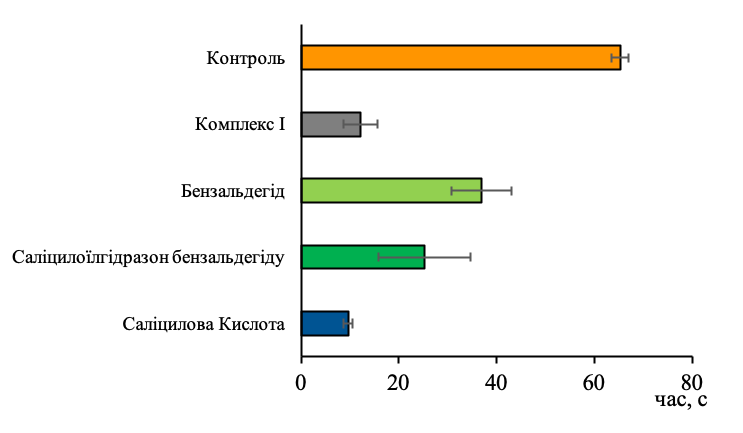 Контроль
Комплекс I
Бензальдегід
Саліцилоїлгідразон бензальдегіду
Саліцилова Кислота
0 20 40 60 80
час, с